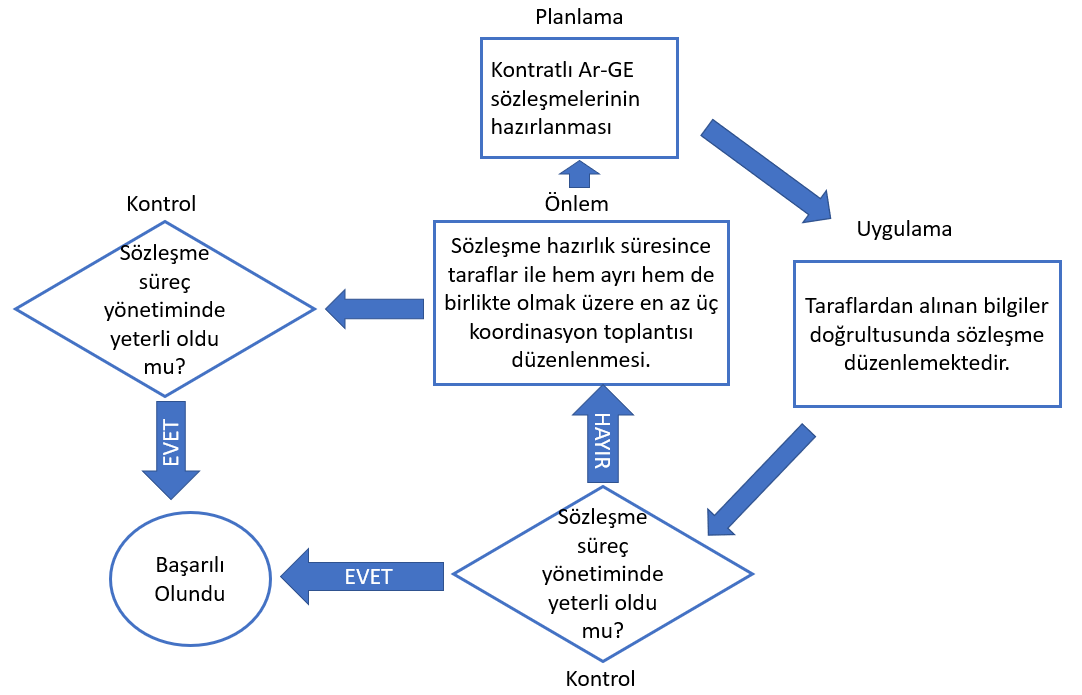 Planlama
Kontratlı Ar-GE
sözleşmelerinin
hazırlanması
Uygulama
Taraflardan alınan bilgiler
doğrultusunda sözleşme
düzenlemektedir.
Önlem
Sözleşme hazırlık süresince
taraflar ile hem ayrı hem de
birlikte olmak üzere en az üç
koordinasyon toplantısı
düzenlenmesi.
Kontrol
Sözleşme
süreç
yönetiminde
yeterli oldu
mu?
EVET
HAYIR
Başarılı
Olundu
EVET
Sözleşme
süreç
yönetiminde
yeterli oldu
mu?
Kontrol